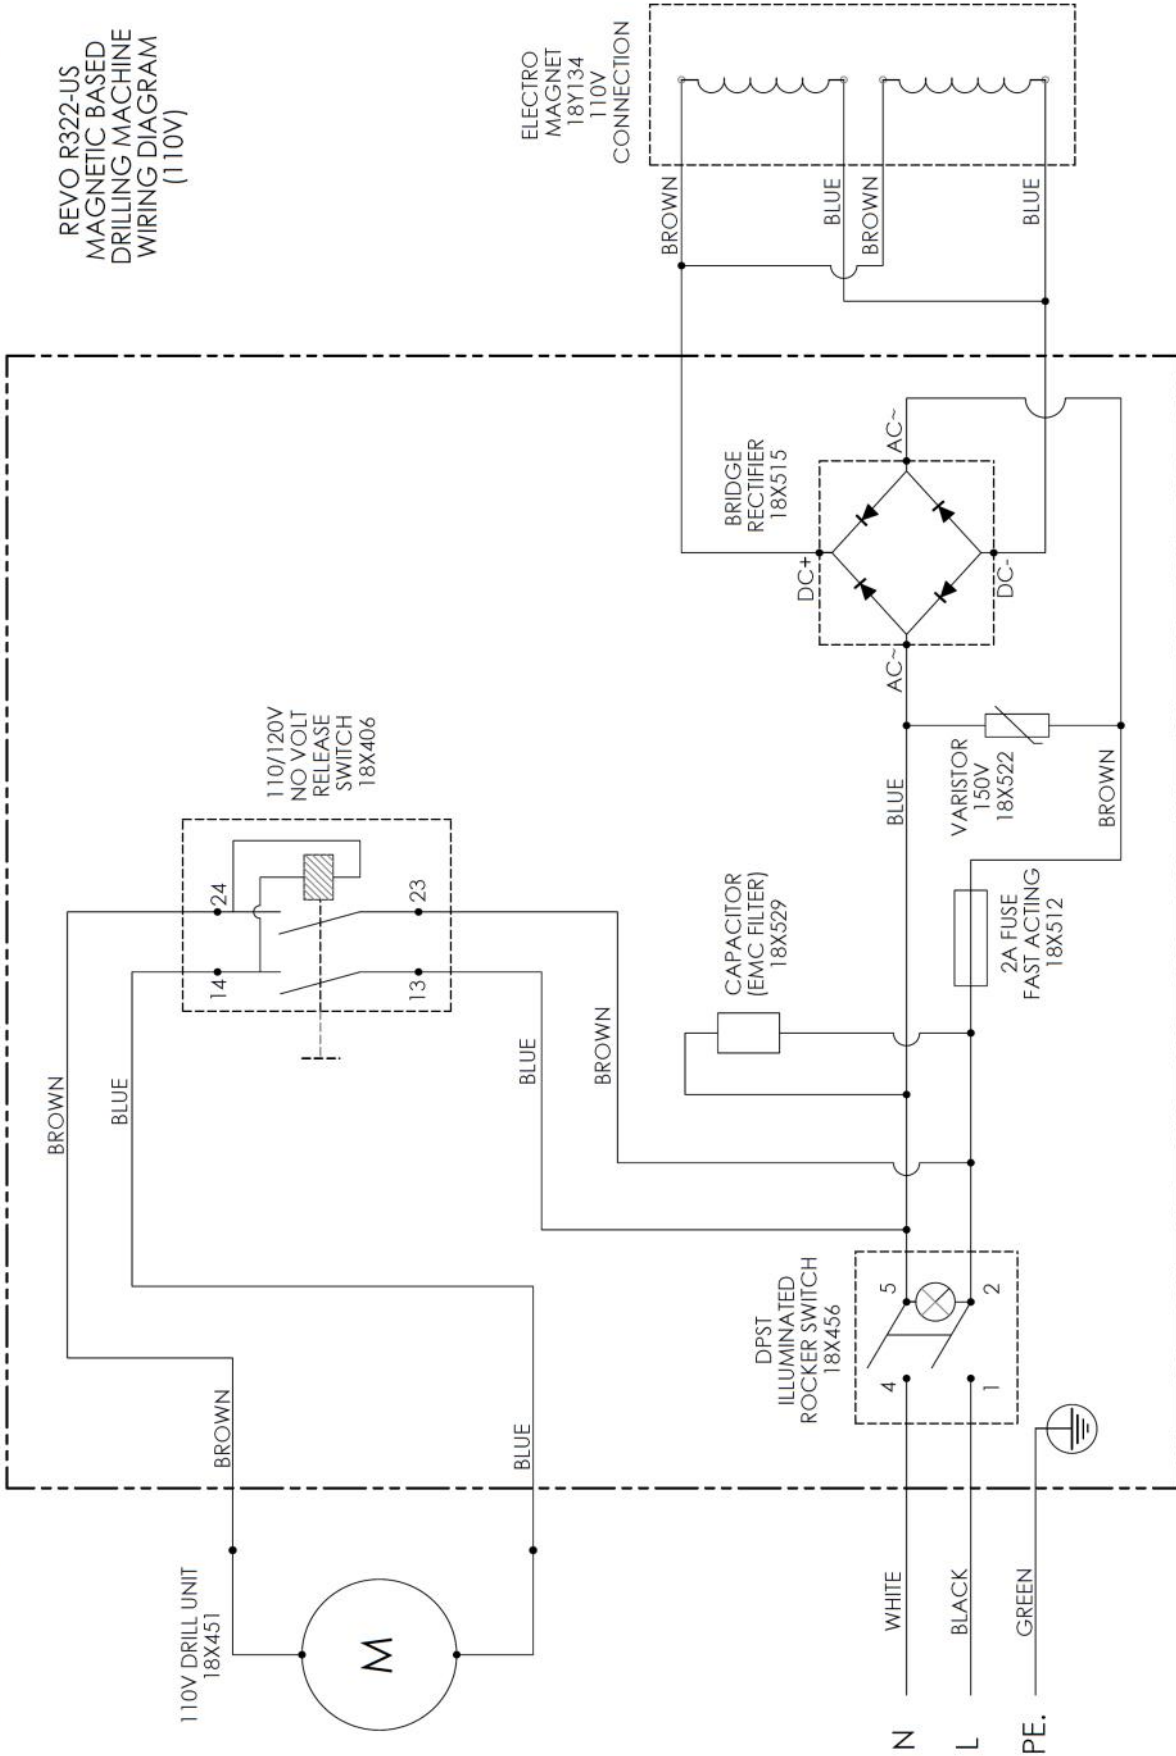 REVO R322-US
MAGNETIC BASED
DRILLING MACHINE
WIRING DIAGRAM
(110V)
110V DRILL UNIT
18X451
M
BROWN
BLUE
BROWN
BLUE
110/120V
NO VOLT
RELEASE
SWITCH
18X406
14
24
13
23
BLUE
BROWN
ELECTRO
MAGNET
18Y134
110V
CONNECTION
BROWN
BLUE
BROWN
BLUE
DPST
ILLUMINATED
ROCKER SWITCH
18X456
4
5
1
2
CAPACITOR
(EMC FILTER)
18X529
BRIDGE
RECTIFIER
18X515
DC+
AC~
AC~
DC-
BLUE
VARISTOR
150V
18X522
2A FUSE
FAST ACTING
18X512
BROWN
N
WHITE
L
BLACK
PE.
GREEN